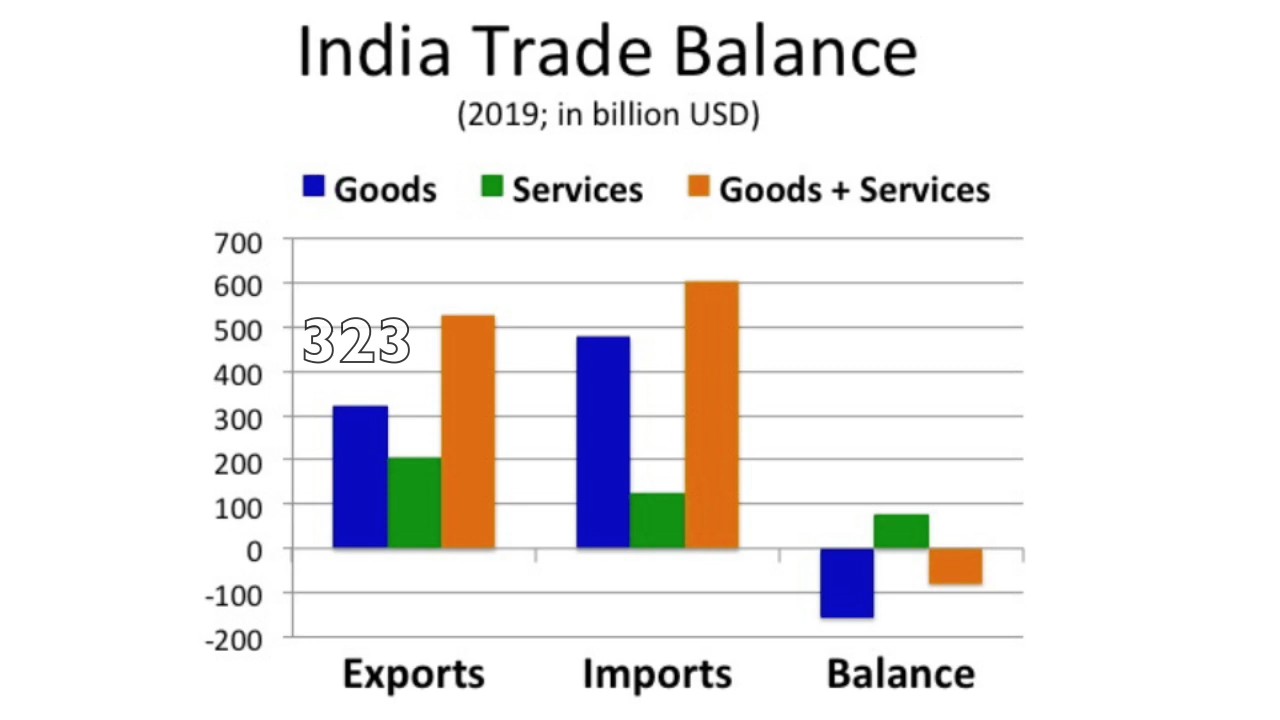 India Trade Balance
(2019; in billion USD)
Goods Services Goods + Services
700
600
500
323
400
300
200
100
0
-100
-200
Exports Imports Balance